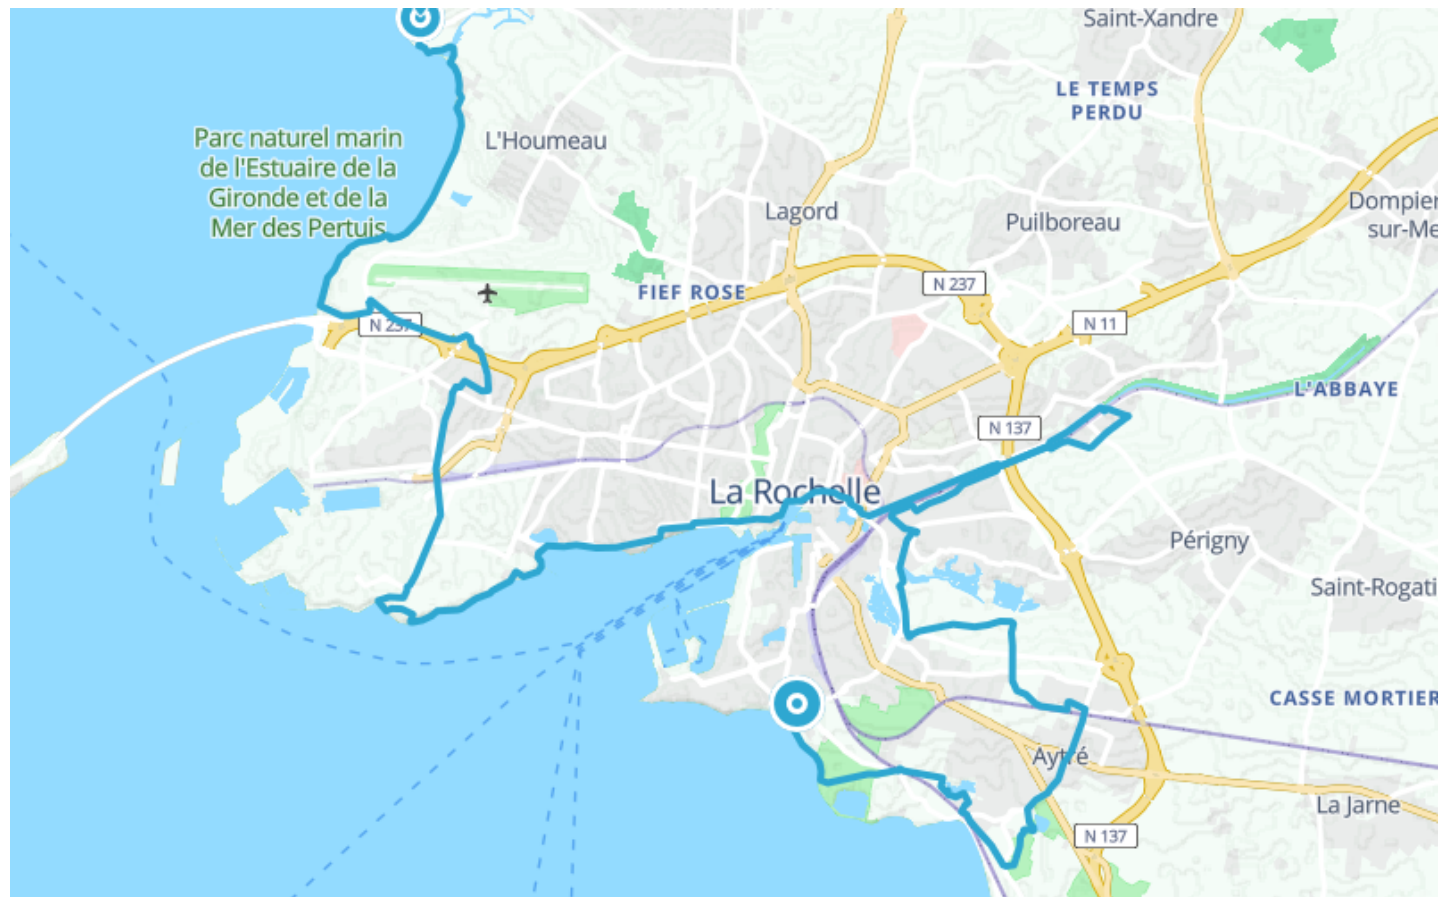 Saint-Xandre
LE TEMPS
PERDU
Parc naturel marin
de l'Estuaire de la
Gironde et de la
Mer des Pertuis
L'Houmeau
Lagord
Puilboreau
Dompier
sur-Me
N 237
FIEF ROSE
N 237
N 11
L'ABBAYE
N 137
La Rochelle
Périgny
Saint-Rogati
CASSE MORTIER
Aytré
La Jarne
N 137